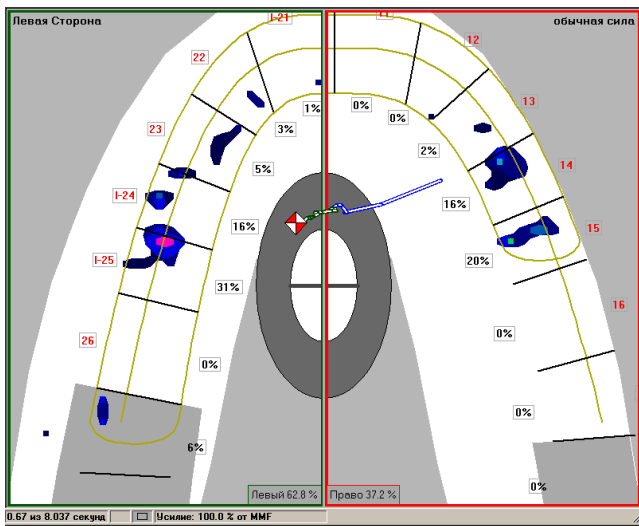 Левая Сторона
обычная сила
I-21
12
22
13
1%
0%
0%
23
3%
2%
5%
14
I-24
16%
16%
15
I-25
20%
31%
16
26
0%
0%
0%
6%
0%
Левый 62.8 %
Право 37.2 %
0.67 из 8.037 секунд
Усилие: 100.0 % от MMF